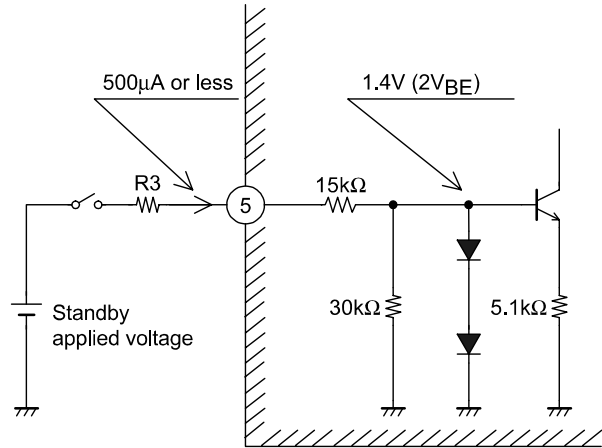 500μA or less
1.4V (2VBE)
R3
5
15kΩ
Standby
applied voltage
30kΩ
5.1kΩ